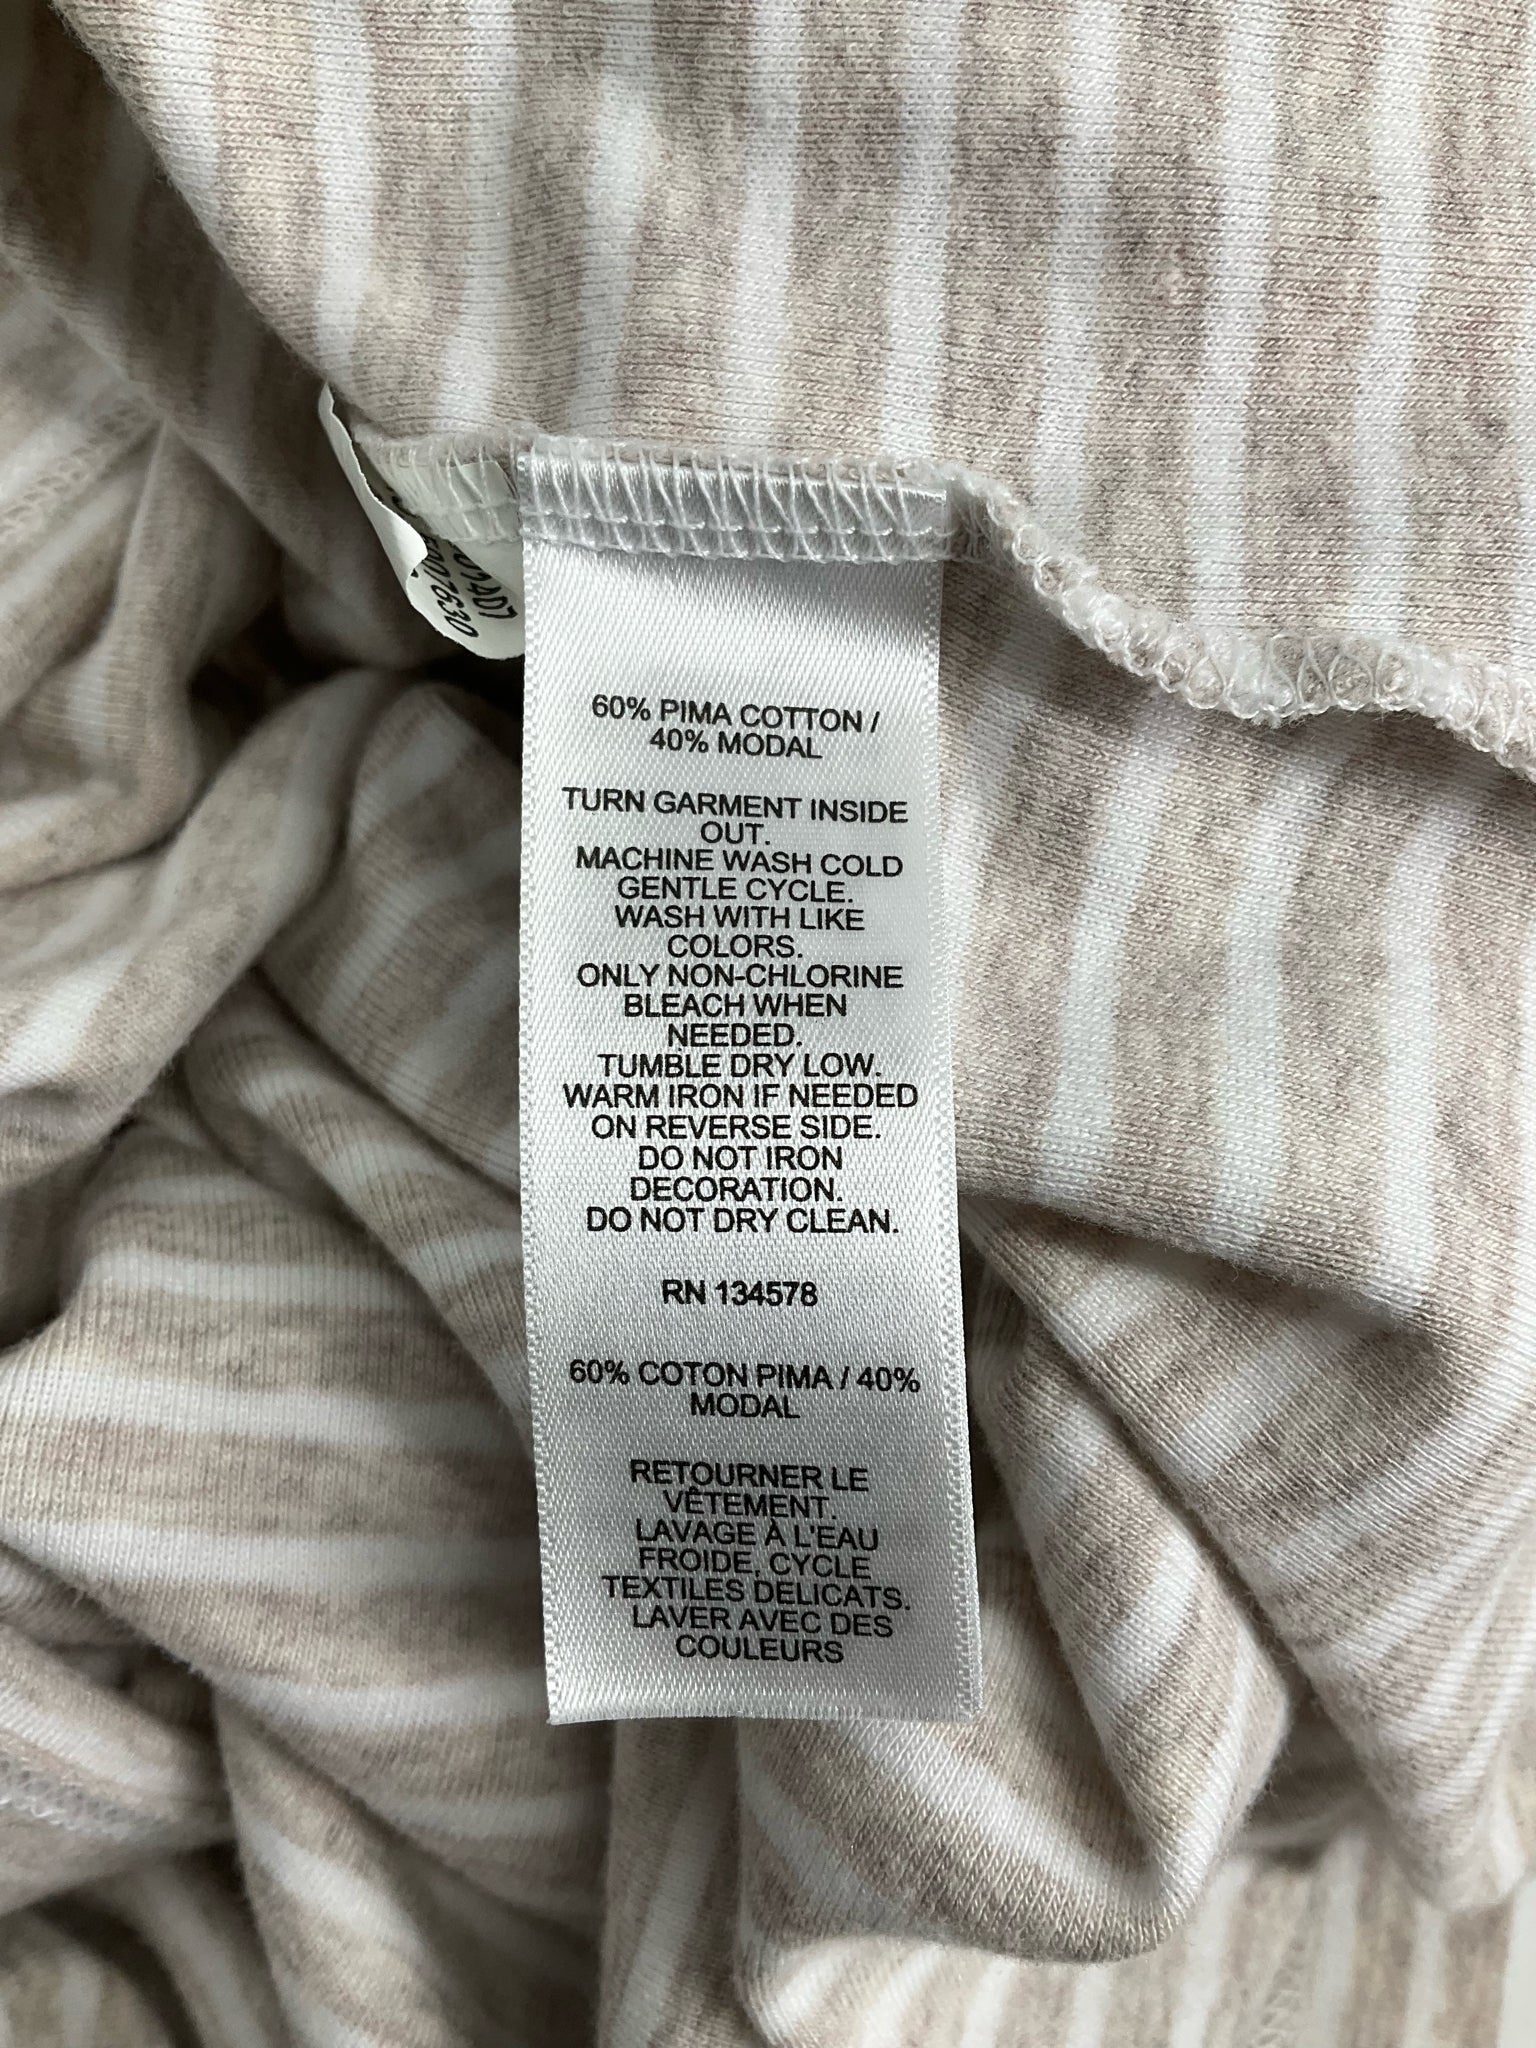 60% PIMA COTTON /
40% MODAL
TURN GARMENT INSIDE
OUT.
MACHINE WASH COLD
GENTLE CYCLE.
WASH WITH LIKE
COLORS.
ONLY NON-CHLORINE
BLEACH WHEN
NEEDED.
TUMBLE DRY LOW.
WARM IRON IF NEEDED
ON REVERSE SIDE.
DO NOT IRON
DECORATION.
DO NOT DRY CLEAN.
RN 134578
60% COTON PIMA / 40%
MODAL
RETOURNER LE
VÊTEMENT.
LAVAGE À L'EAU
FROIDE, CYCLE
TEXTILES DELICATS.
LAVER AVEC DES
COULEURS